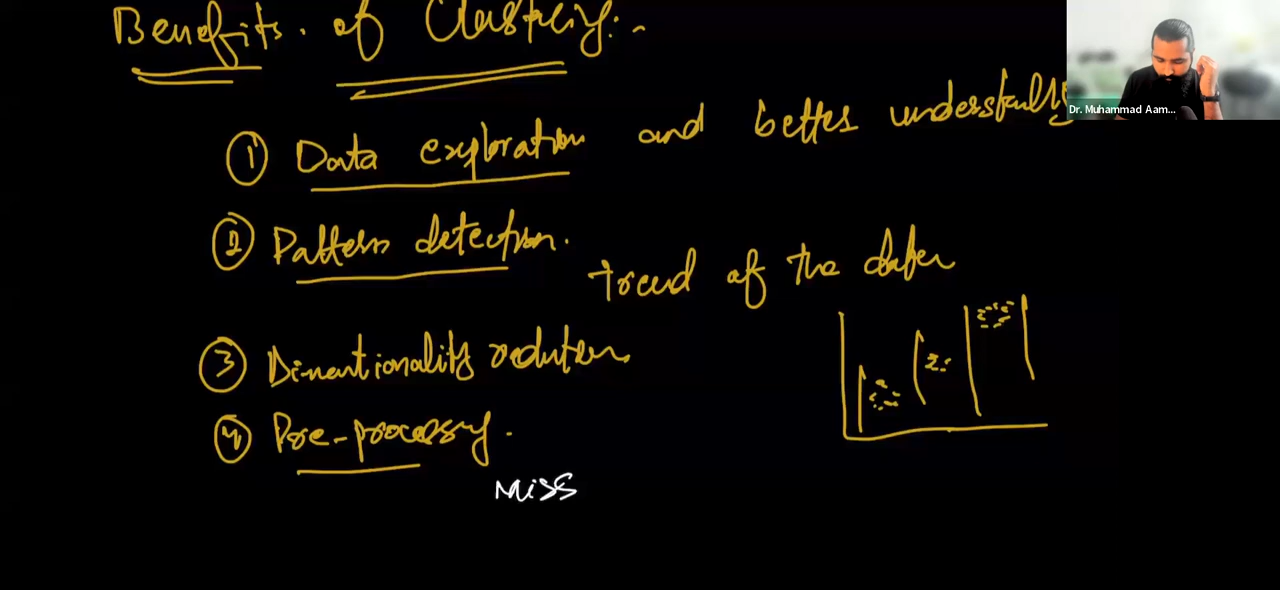 Benefits. of Clustering:-
Dr. Muhammad Aam...
① Data exploration and better understanding
② Pattern detection.
trend of the data
③ Dimentionality reduction.
④ Pre-processing.
Miss